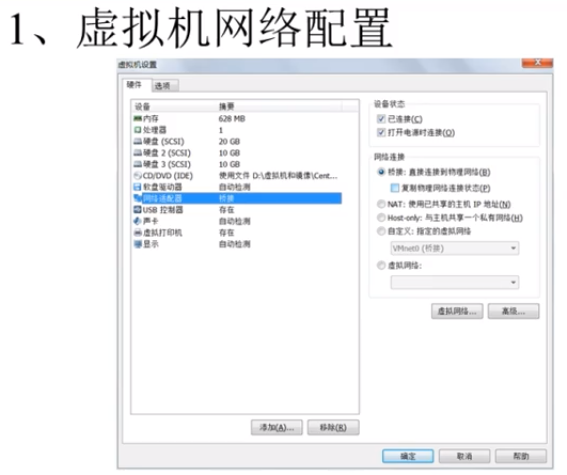 1、虚拟机网络配置
虚拟机设置
硬件 选项
设备 摘要
内存 628 MB
处理器 1
硬盘 (SCSI) 20 GB
硬盘 2 (SCSI) 10 GB
硬盘 3 (SCSI) 10 GB
CD/DVD (IDE) 使用文件 D:\虚拟机和镜像\Cent...
软盘驱动器 自动检测
网络适配器 桥接
USB 控制器 存在
声卡 自动检测
虚拟打印机 存在
显示 自动检测
添加(A)... 移除(R)
设备状态
已连接(C)
打开电源时连接(O)
网络连接
桥接: 直接连接到物理网络(B)
复制物理网络连接状态(P)
NAT: 使用已共享的主机 IP 地址(N)
Host-only: 与主机共享一个私有网络(H)
自定义: 指定的虚拟网络
VMnet0 (桥接)
虚拟网络:
虚拟网络... 高级...
确定 取消 帮助